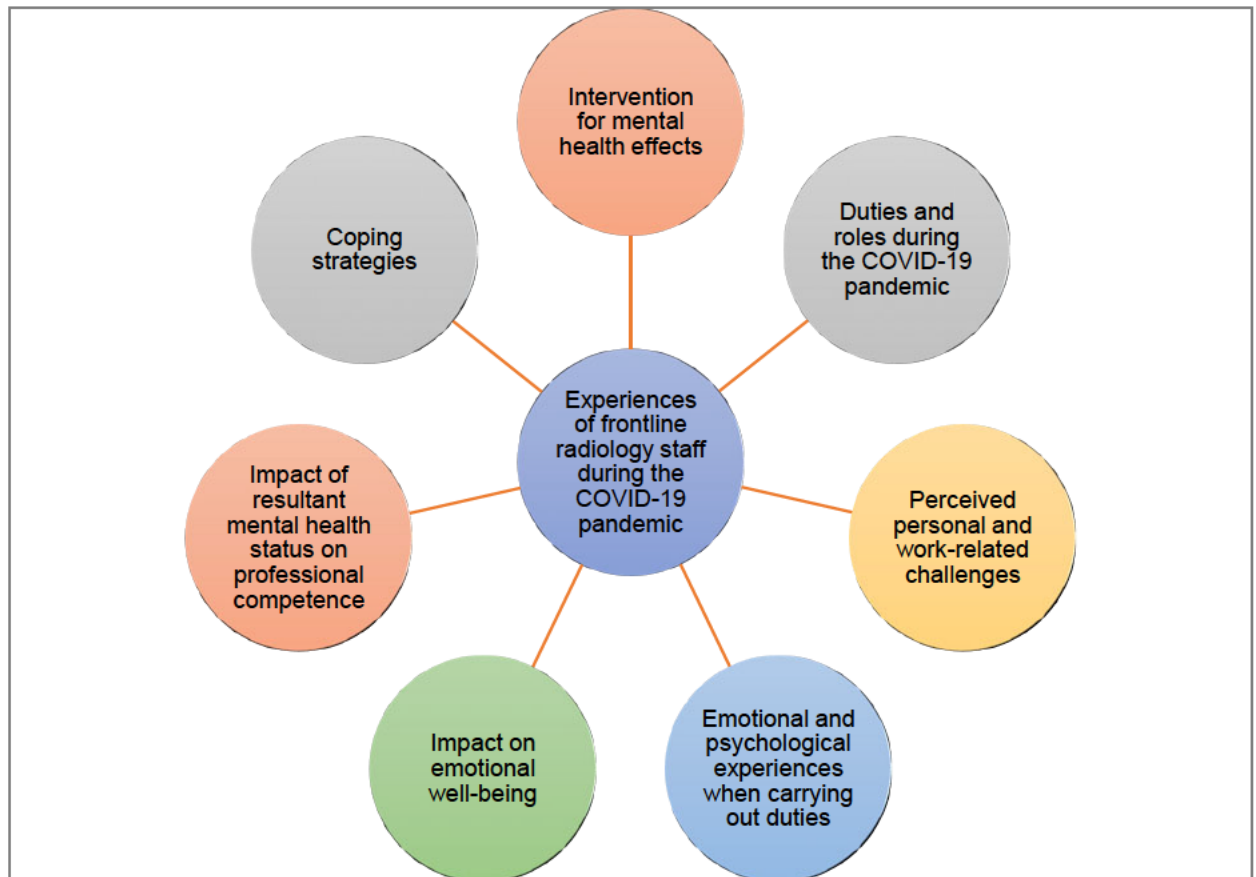 Intervention
for mental
health effects
Duties and
roles during
the COVID-19
pandemic
Perceived
personal and
work-related
challenges
Emotional and
psychological
experiences
when carrying
out duties
Impact on
emotional
well-being
Impact of
resultant
mental health
status on
professional
competence
Coping
strategies
Experiences
of frontline
radiology staff
during the
COVID-19
pandemic